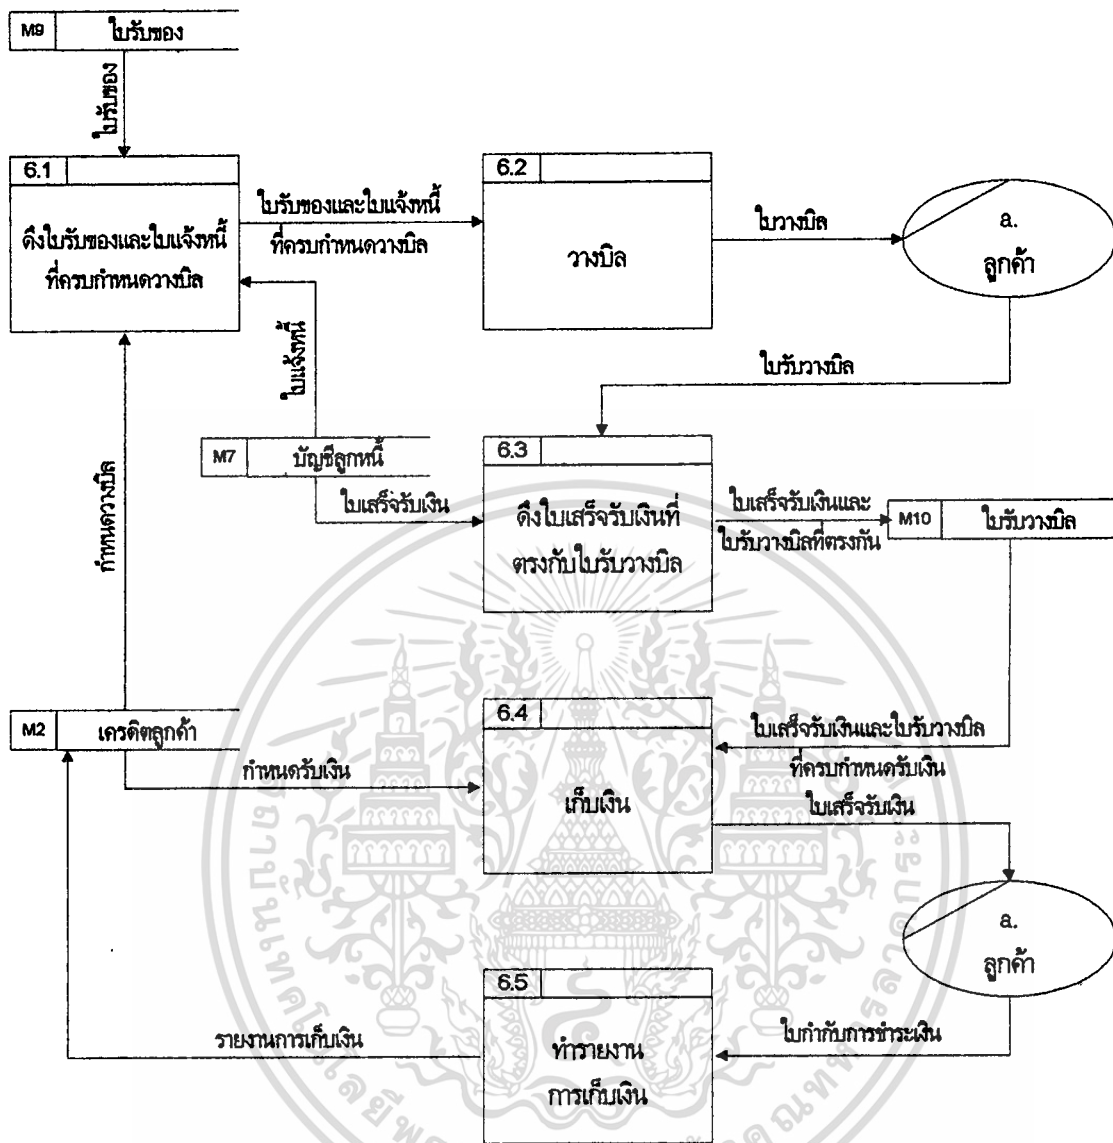 M9 ใบรับของ
ใบรับของ
6.1
ดึงใบรับของและใบแจ้งหนี้
ที่ครบกำหนดวางบิล
ใบรับของและใบแจ้งหนี้
ที่ครบกำหนดวางบิล
6.2
วางบิล
ใบวางบิล
a.
ลูกค้า
ใบแจ้งหนี้
ใบรับวางบิล
กำหนดวางบิล
M7 บัญชีลูกหนี้
ใบเสร็จรับเงิน
6.3
ดึงใบเสร็จรับเงินที่
ตรงกับใบรับวางบิล
ใบเสร็จรับเงินและ
ใบรับวางบิลที่ตรงกัน
M10 ใบรับวางบิล
M2 เครดิตลูกค้า
กำหนดรับเงิน
6.4
เก็บเงิน
ใบเสร็จรับเงินและใบรับวางบิล
ที่ครบกำหนดรับเงิน
ใบเสร็จรับเงิน
a.
ลูกค้า
รายงานการเก็บเงิน
6.5
ทำรายงาน
การเก็บเงิน
ใบกำกับการชำระเงิน